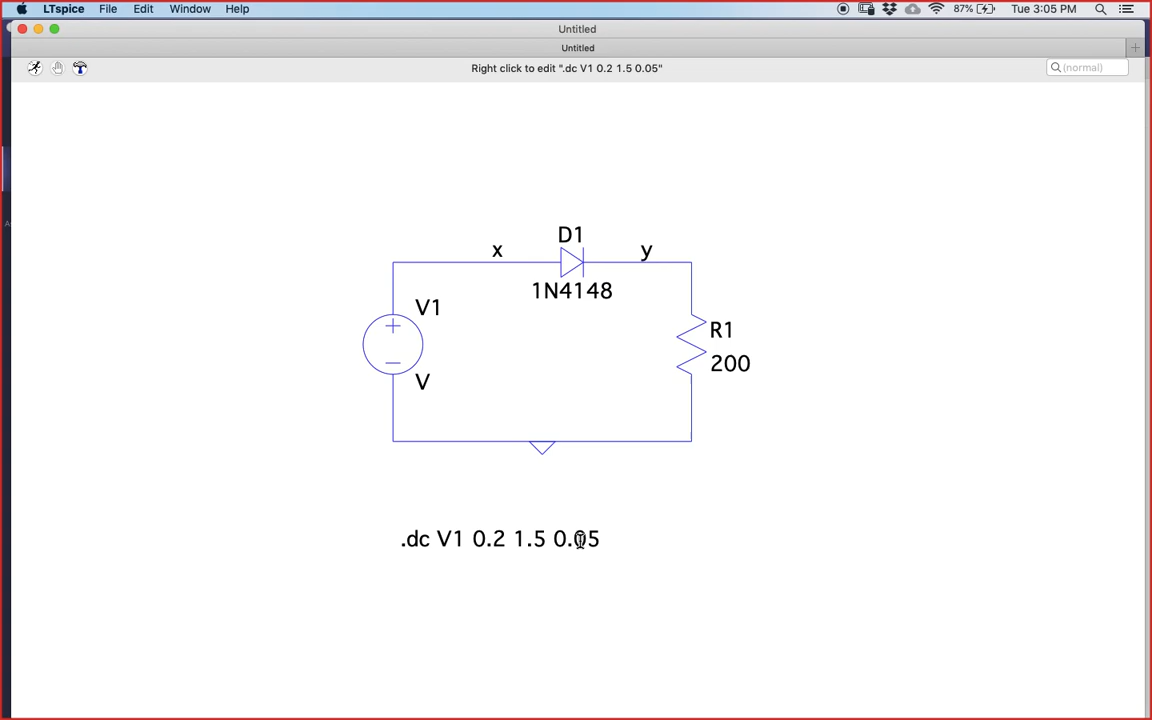 LTspice File Edit Window Help 87% Tue 3:05 PM
Untitled
Untitled
Right click to edit ".dc V1 0.2 1.5 0.05"
(normal)
D1
x
y
1N4148
V1
R1
200
V
.dc V1 0.2 1.5 0.05